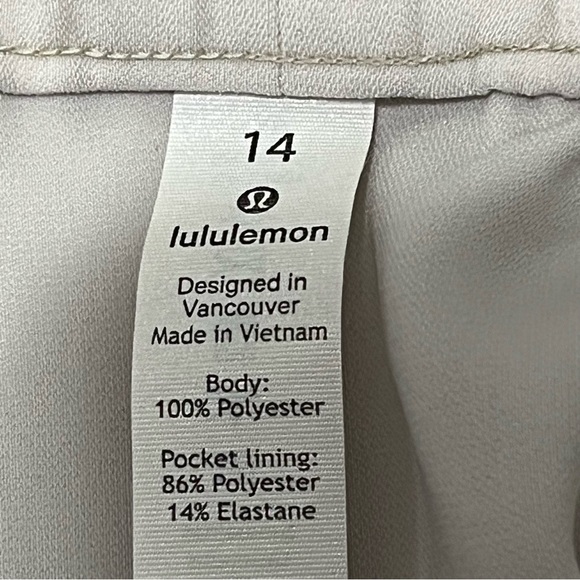 14
lululemon
Designed in
Vancouver
Made in Vietnam
Body:
100% Polyester
Pocket lining:
86% Polyester
14% Elastane